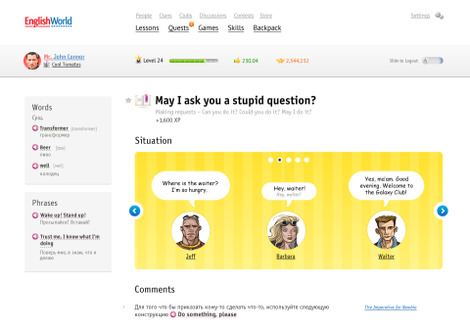 EnglishWorld
People Clans Clubs Discussions Contests Store
Settings
Lessons Quests Games Skills Backpack
Mr. John Connor
Cool Tomatos
Level 24
230,04
2,544,232
Slide to Logout
Words
Сущ.
Transformer (transformer)
трансформер
Beer
пиво
well
колодец
Phrases
Wake up! Stand up!
Просыпайся! Вставай!
Trust me, I know what I'm
doing
Поверь мне, я знаю, что я
делаю
May I ask you a stupid question?
Making requests – Can you do it? Could you do it? May I do it?
+1,600 XP
Situation
Where is the waiter?
I'm so hungry.
Hey, waiter!
Hey, waiter!
Yes, ma'am. Good
evening. Welcome to
the Galaxy Club!
Jeff
Barbara
Walter
Comments
Для того что бы приказать кому-то сделать что-то, используйте следующую
конструкцию Do something, please
The Imperative for Newbie